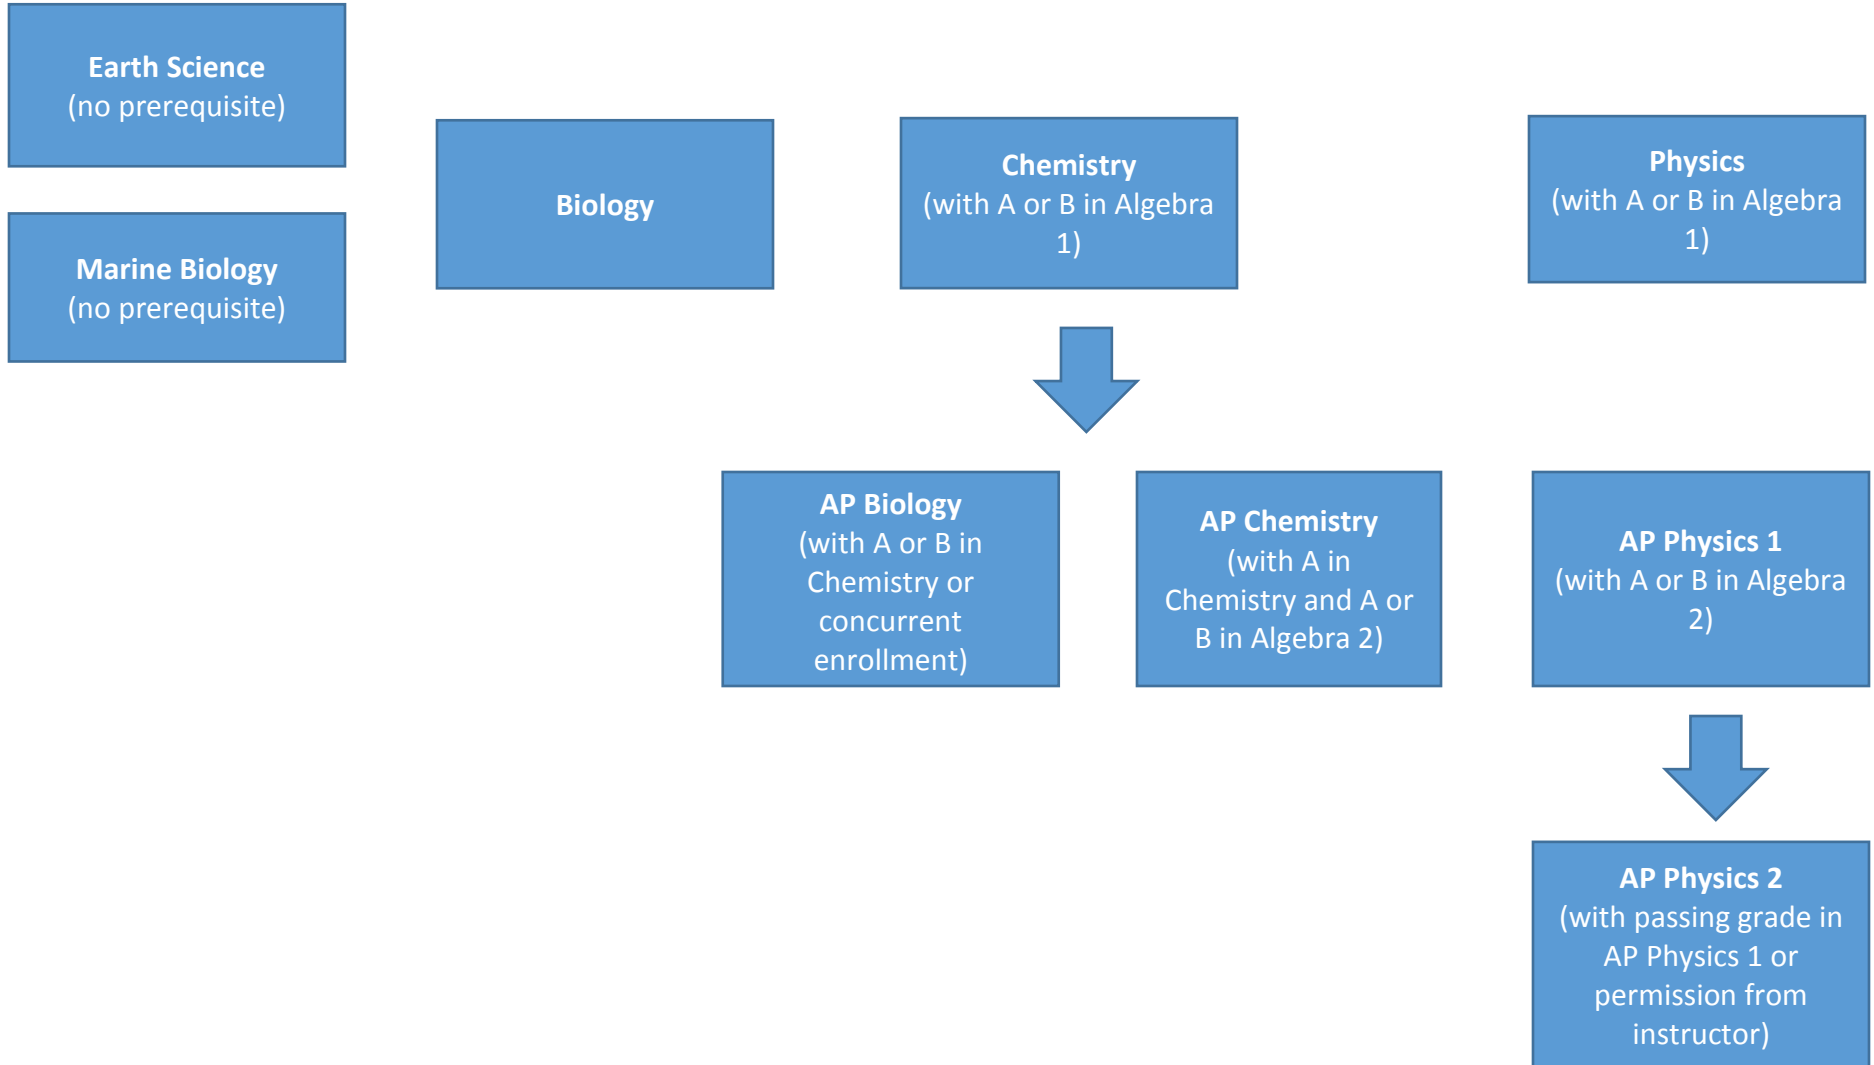 Earth Science
(no prerequisite)
Marine Biology
(no prerequisite)
Biology
Chemistry
(with A or B in Algebra
1)
Physics
(with A or B in Algebra
1)
AP Biology
(with A or B in
Chemistry or
concurrent
enrollment)
AP Chemistry
(with A in
Chemistry and A or
B in Algebra 2)
AP Physics 1
(with A or B in Algebra
2)
AP Physics 2
(with passing grade in
AP Physics 1 or
permission from
instructor)